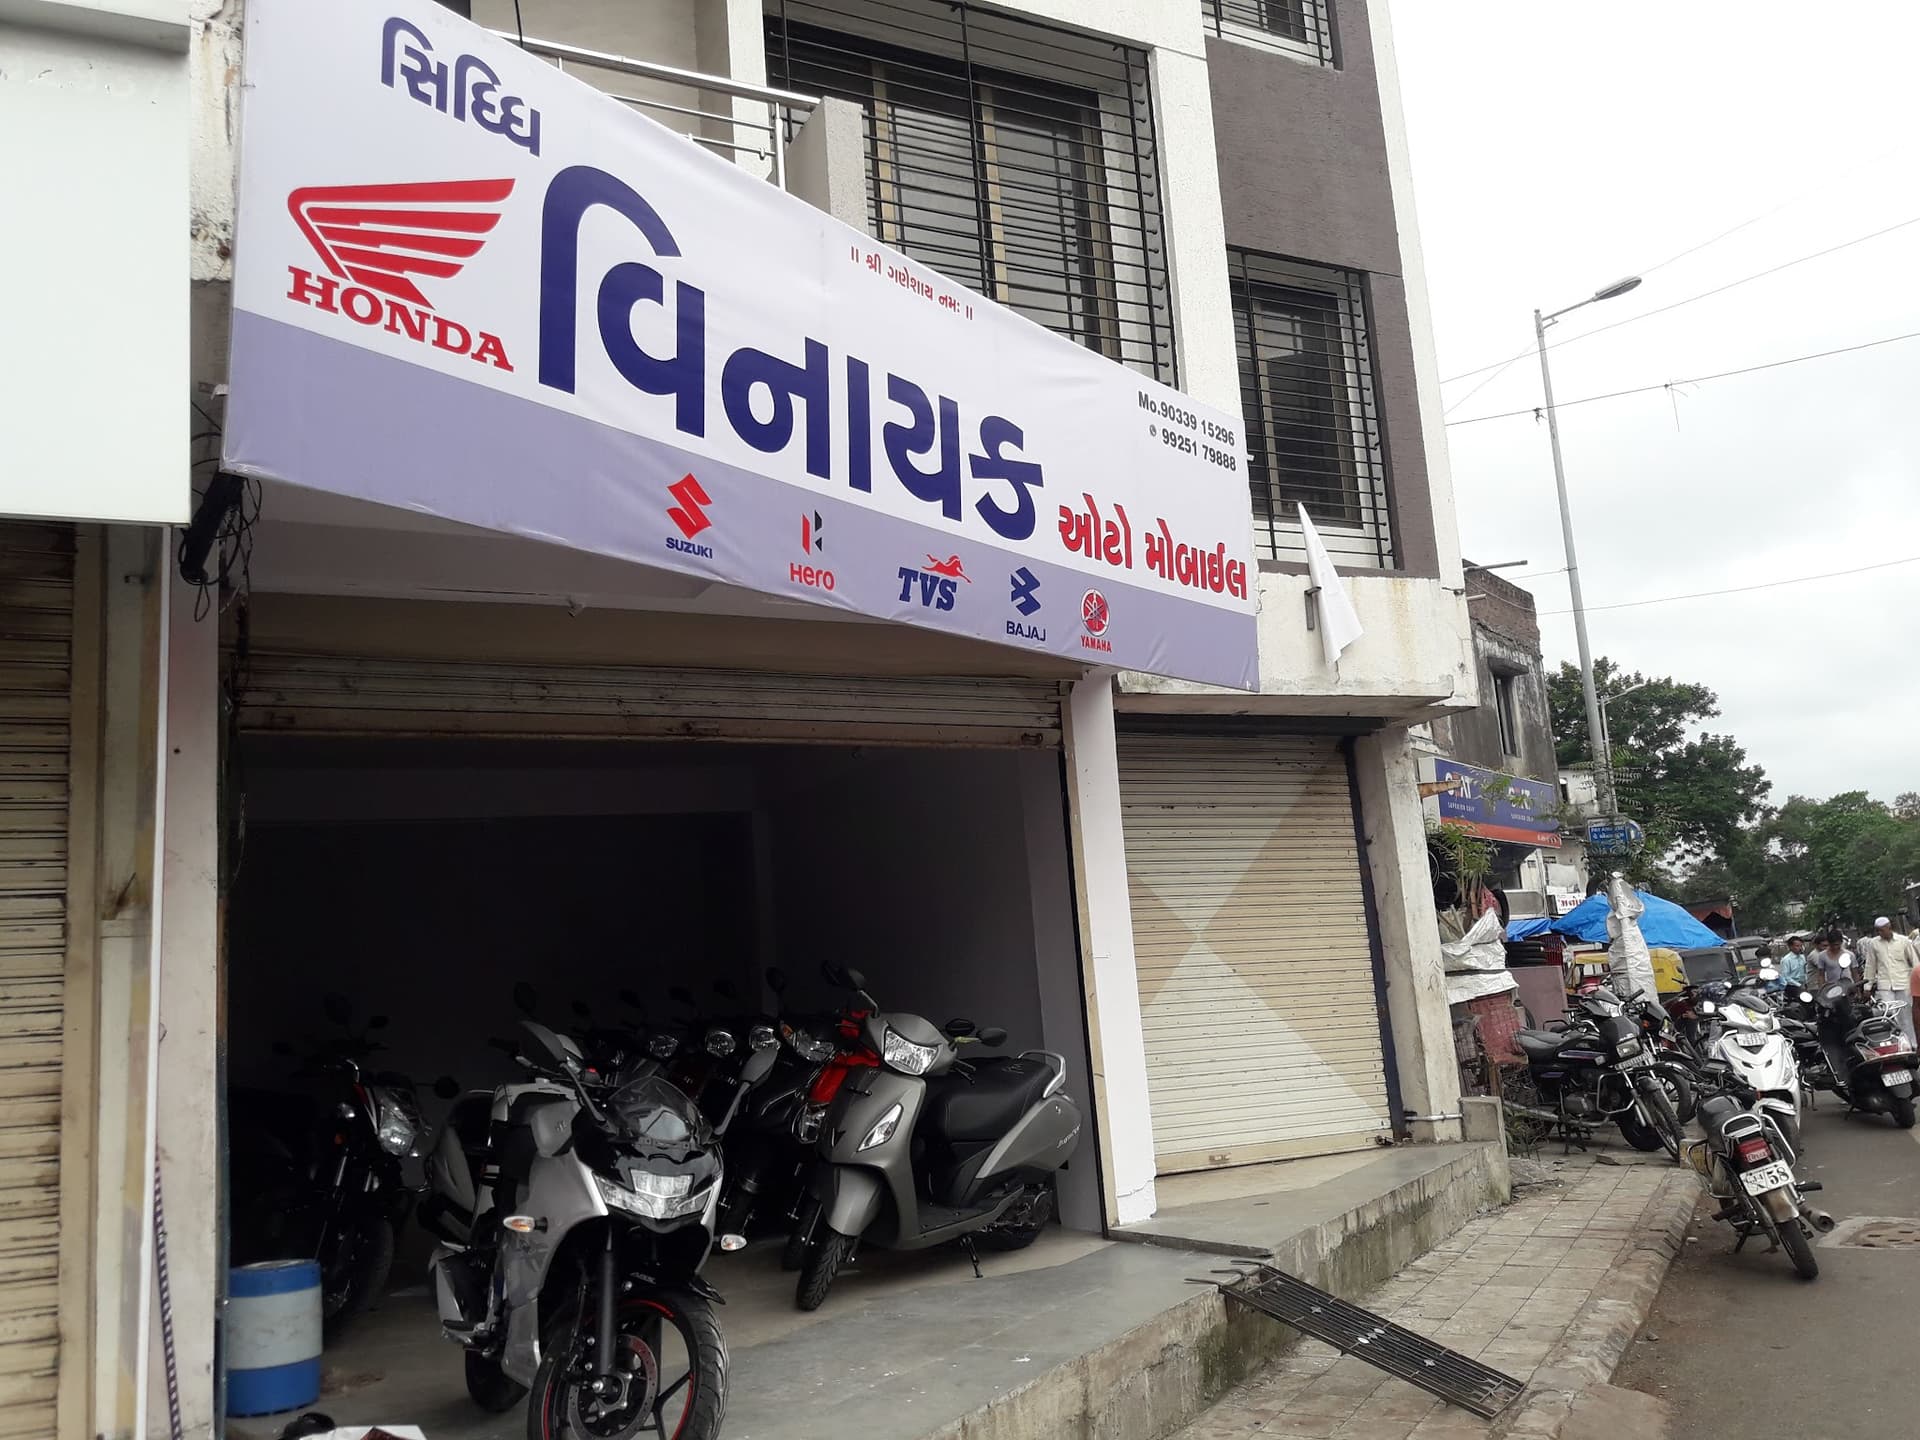 સિધ્ધિ
HONDA
વિનાયક
॥ શ્રી ગણેશાય નમઃ ॥
Mo.90339 15296
99251 79888
ઓટો મોબાઈલ
SUZUKI
Hero
TVS
BAJAJ
YAMAHA